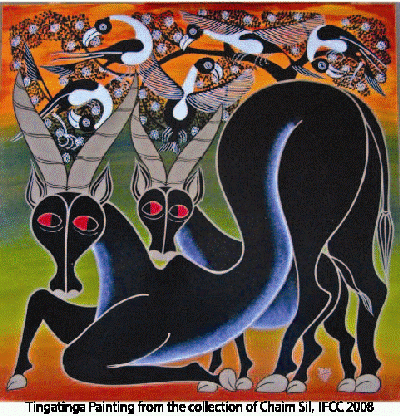 Tingatinga Painting from the collection of Chaim Sil, IFCC 2008